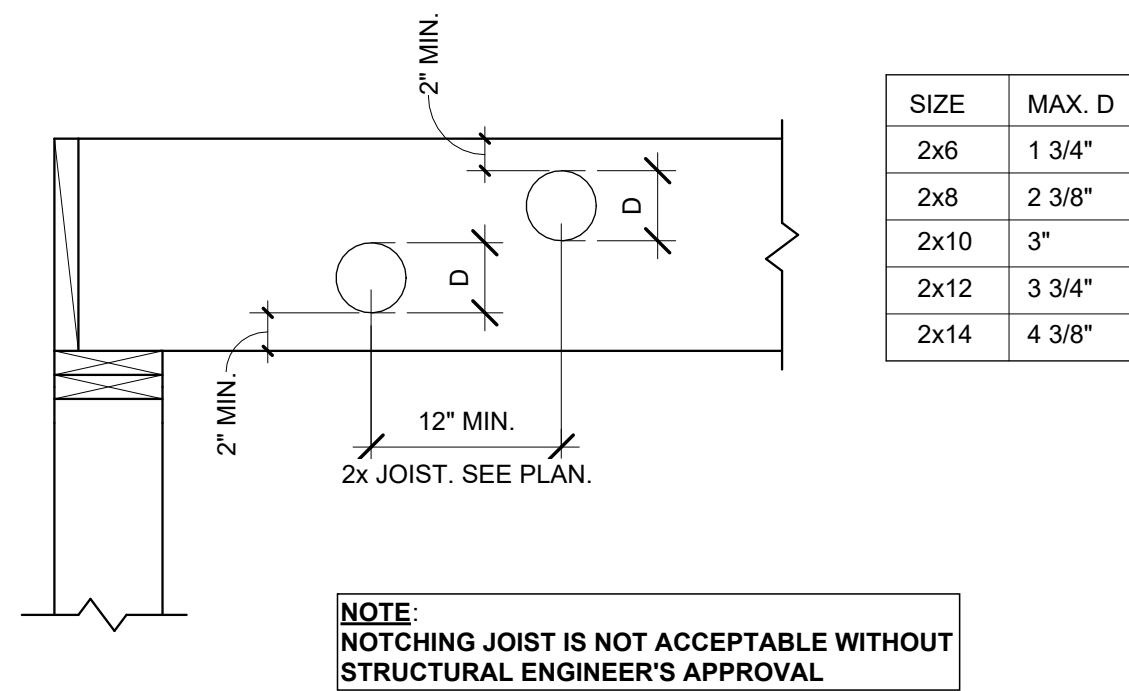 2" MIN.
D
D
2" MIN.
12" MIN.
2x JOIST. SEE PLAN.
SIZE MAX. D
2x6 1 3/4"
2x8 2 3/8"
2x10 3"
2x12 3 3/4"
2x14 4 3/8"
NOTE:
NOTCHING JOIST IS NOT ACCEPTABLE WITHOUT
STRUCTURAL ENGINEER'S APPROVAL